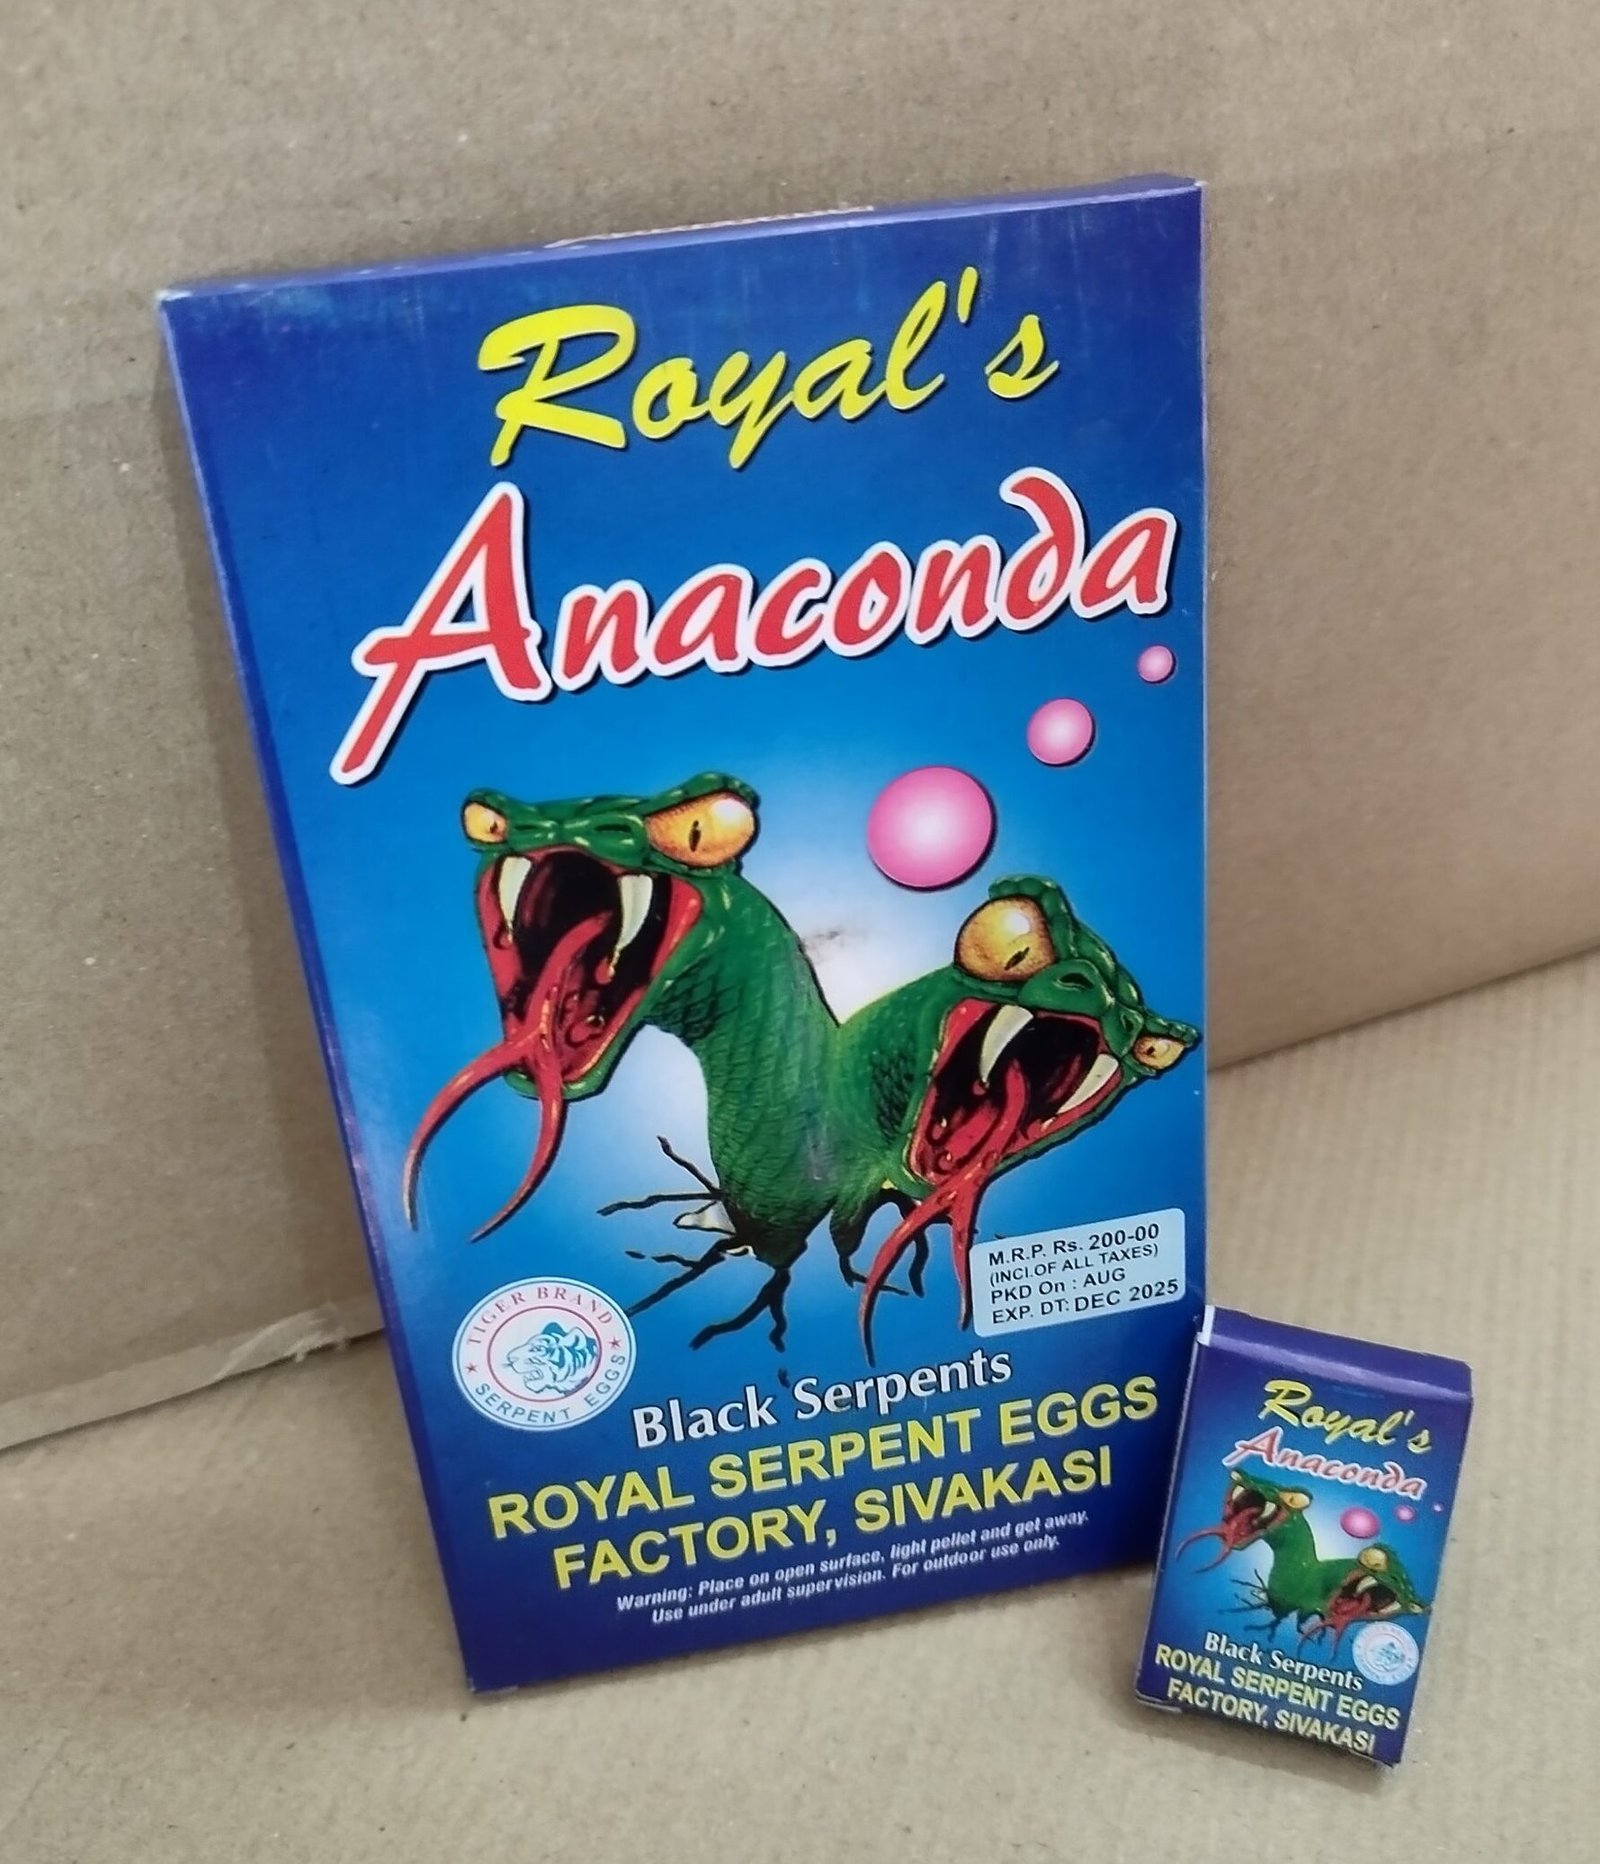 Royal's
Anaconda
M.R.P. Rs. 200-00
(INCl.OF ALL TAXES)
PKD On : AUG
EXP. DT: DEC 2025
TIGER BRAND
SERPENT EGGS
Black Serpents
ROYAL SERPENT EGGS
FACTORY, SIVAKASI
Warning: Place on open surface, light pellet and get away.
Use under adult supervision. For outdoor use only.
Royal's
Anaconda
Black Serpents
ROYAL SERPENT EGGS
FACTORY, SIVAKASI